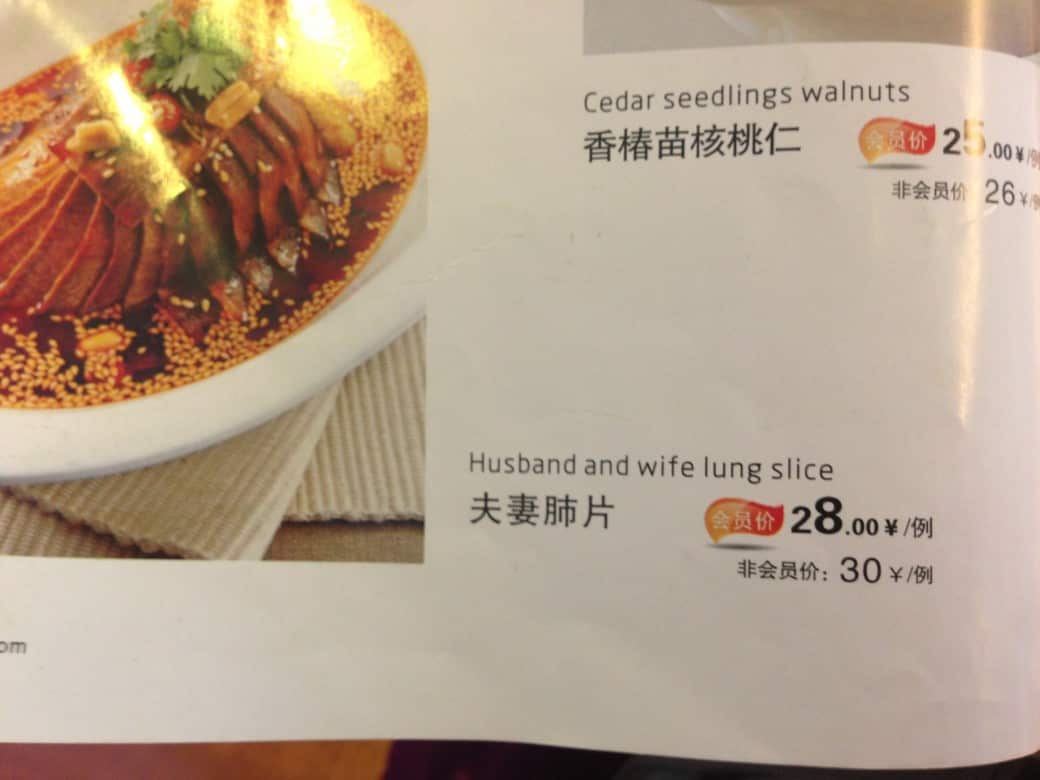 Cedar seedlings walnuts
香椿苗核桃仁 会员价 25.00¥/例
非会员价 26¥/例
Husband and wife lung slice
夫妻肺片 会员价 28.00¥/例
非会员价: 30¥/例
om